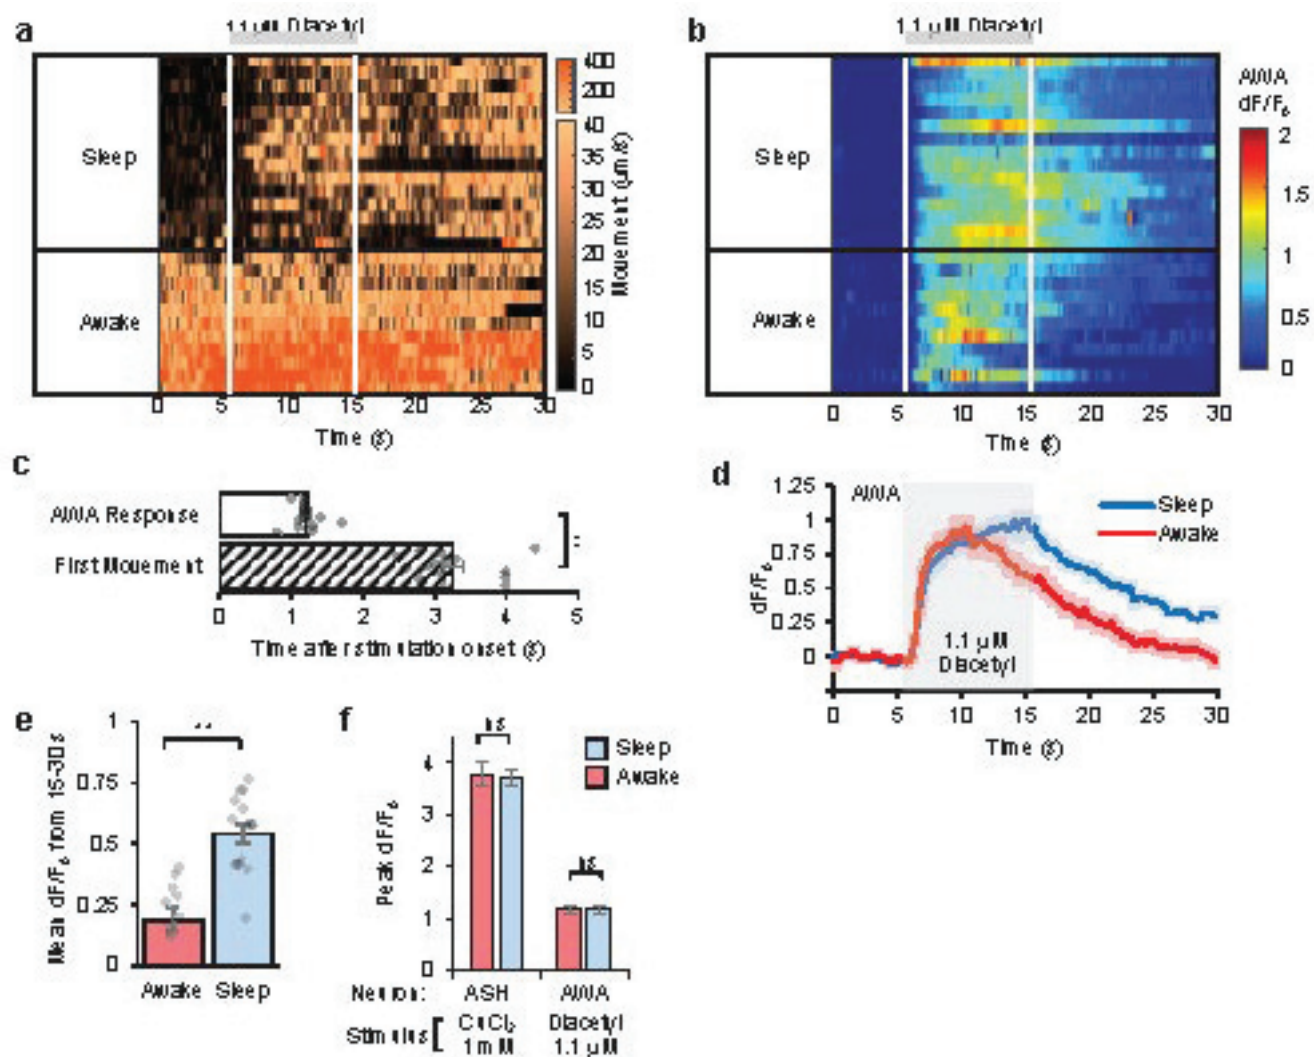 a
1.1 µM Diacetyl
Sleep
Awake
400
200
40
35
30
25
20
15
10
5
0
Movement (µm/s)
0 5 10 15 20 25 30
Time (s)
b
1.1 µM Diacetyl
Sleep
Awake
AWA
dF/F₀
2
1.5
1
0.5
0
0 5 10 15 20 25 30
Time (s)
c
AWA Response
First Movement
0 1 2 3 4 5
Time after stimulation onset (s)
d
AWA
Sleep
Awake
1.25
1
0.75
0.5
0.25
0
dF/F₀
1.1 µM
Diacetyl
0 5 10 15 20 25 30
Time (s)
e
**
1
0.75
0.5
0.25
0
Mean dF/F₀ from 15-30s
Awake Sleep
f
ns
ns
Sleep
Awake
4
3
2
1
0
Peak dF/F₀
Neuron: ASH AWA
Stimulus [ CuCl₂ Diacetyl
1 mM 1.1 µM